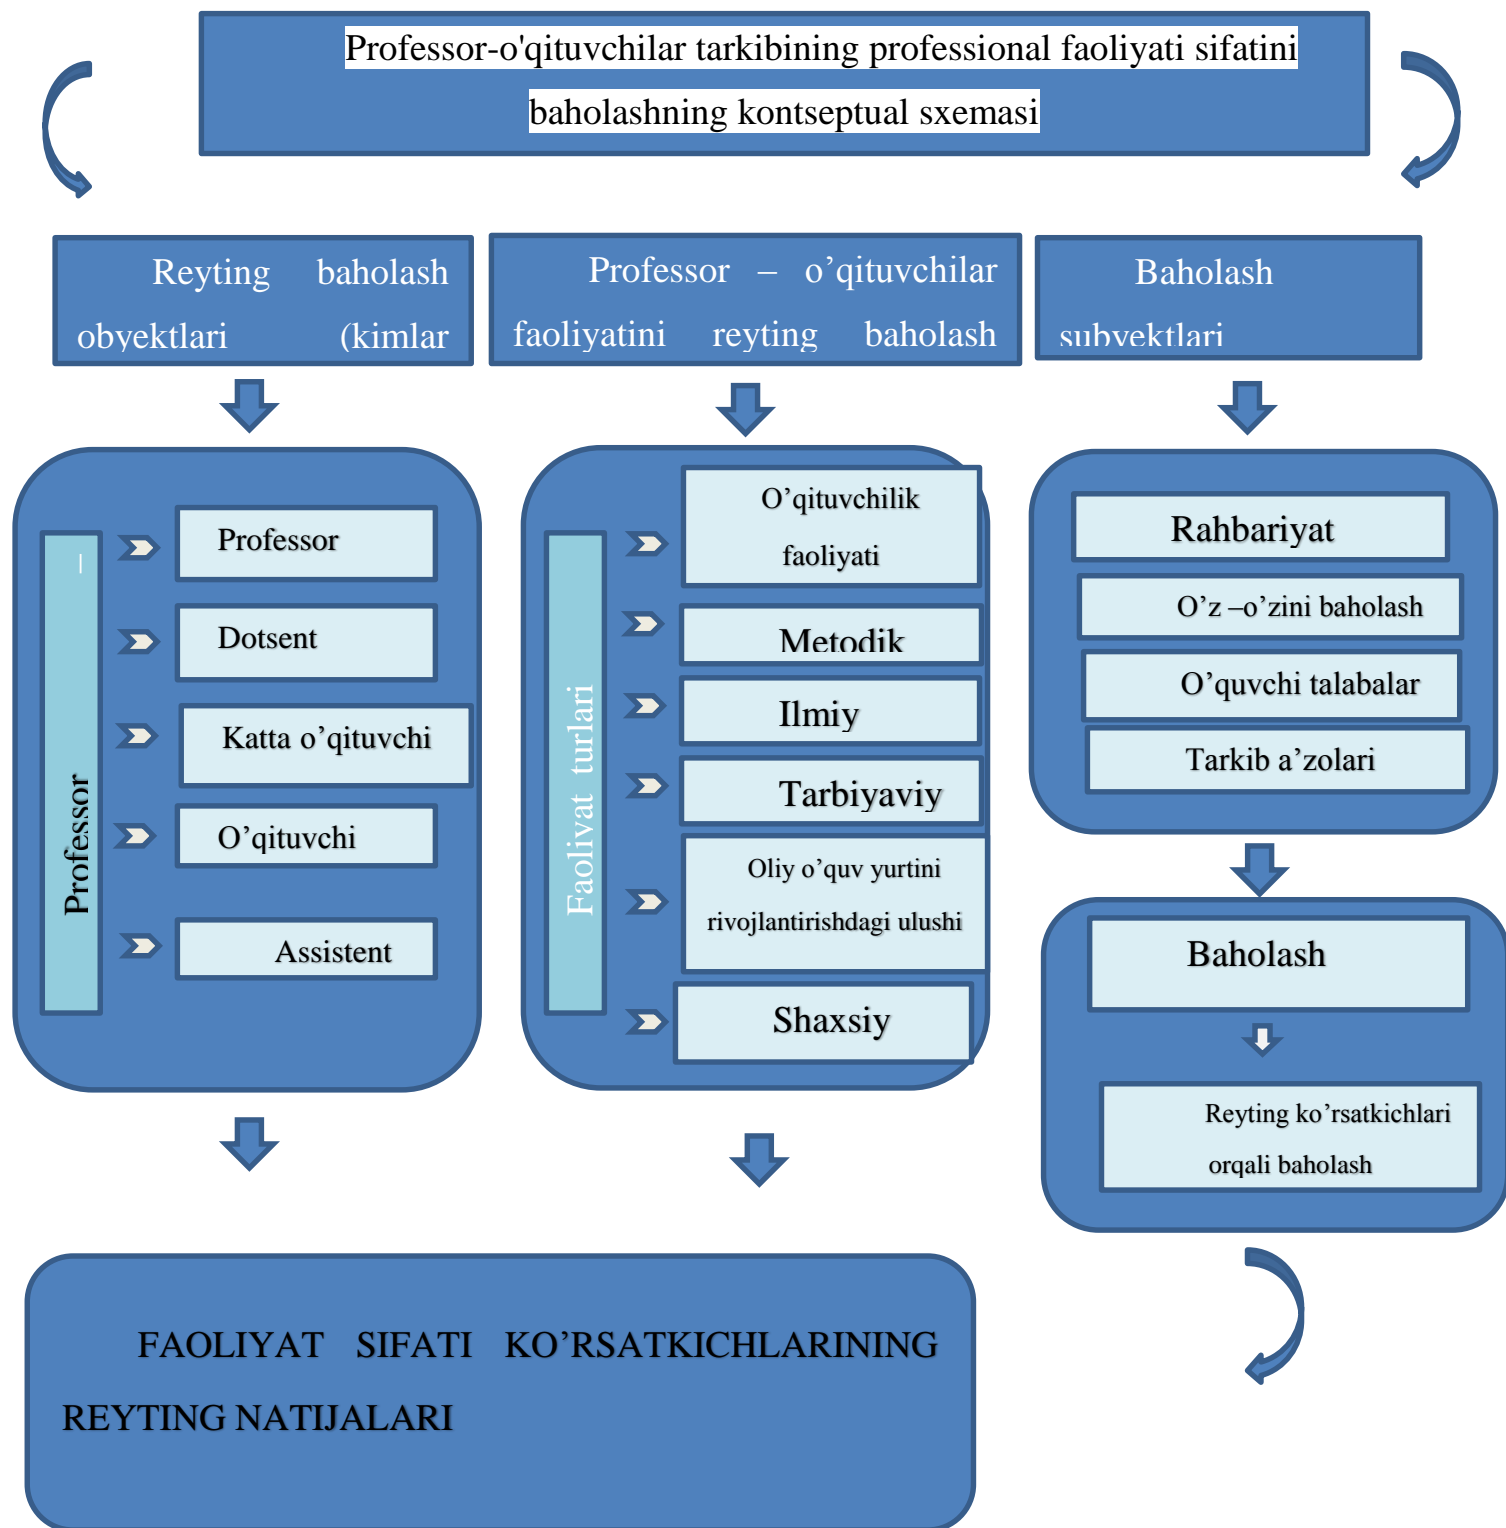 Professor-o'qituvchilar tarkibining professional faoliyati sifatini
baholashning kontseptual sxemasi
Reyting baholash
obyektlari (kimlar
Professor – o’qituvchilar
faoliyatini reyting baholash
Baholash
subyektlari
Professor –
Professor
Dotsent
Katta o’qituvchi
O’qituvchi
Assistent
Faoliyat turlari
O’qituvchilik
faoliyati
Metodik
Ilmiy
Tarbiyaviy
Oliy o’quv yurtini
rivojlantirishdagi ulushi
Shaxsiy
Rahbariyat
O’z –o’zini baholash
O’quvchi talabalar
Tarkib a’zolari
Baholash
Reyting ko’rsatkichlari
orqali baholash
FAOLIYAT SIFATI KO’RSATKICHLARINING
REYTING NATIJALARI